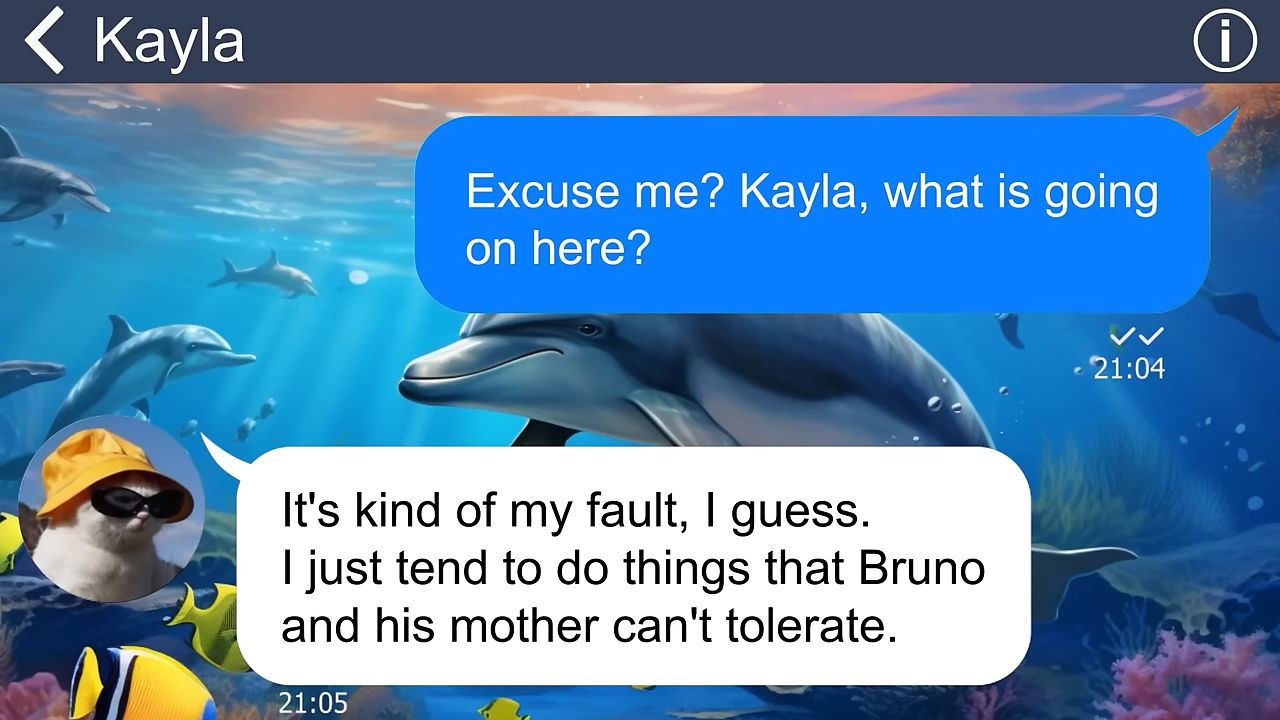 Kayla
Excuse me? Kayla, what is going
on here?
21:04
It's kind of my fault, I guess.
I just tend to do things that Bruno
and his mother can't tolerate.
21:05